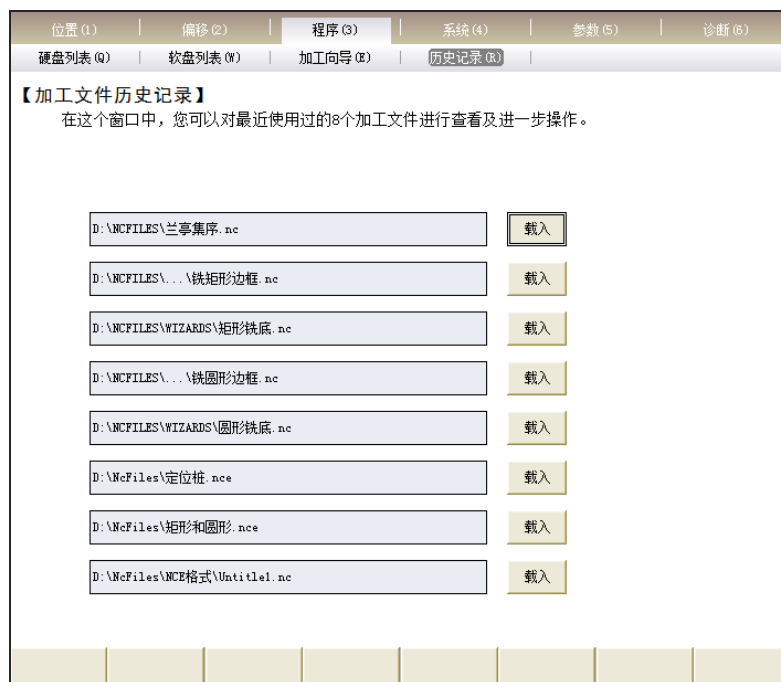 位置(1) 偏移(2) 程序(3) 系统(4) 参数(5) 诊断(6)
硬盘列表(Q) 软盘列表(W) 加工向导(E) 历史记录(R)
【加工文件历史记录】
在这个窗口中，您可以对最近使用过的8个加工文件进行查看及进一步操作。
D:\NCFILES\兰亭集序.nc 载入
D:\NCFILES\...\铣矩形边框.nc 载入
D:\NCFILES\WIZARDS\矩形铣底.nc 载入
D:\NCFILES\...\铣圆形边框.nc 载入
D:\NCFILES\WIZARDS\圆形铣底.nc 载入
D:\NcFiles\定位桩.nce 载入
D:\NcFiles\矩形和圆形.nce 载入
D:\NcFiles\NCE格式\Untitle1.nc 载入